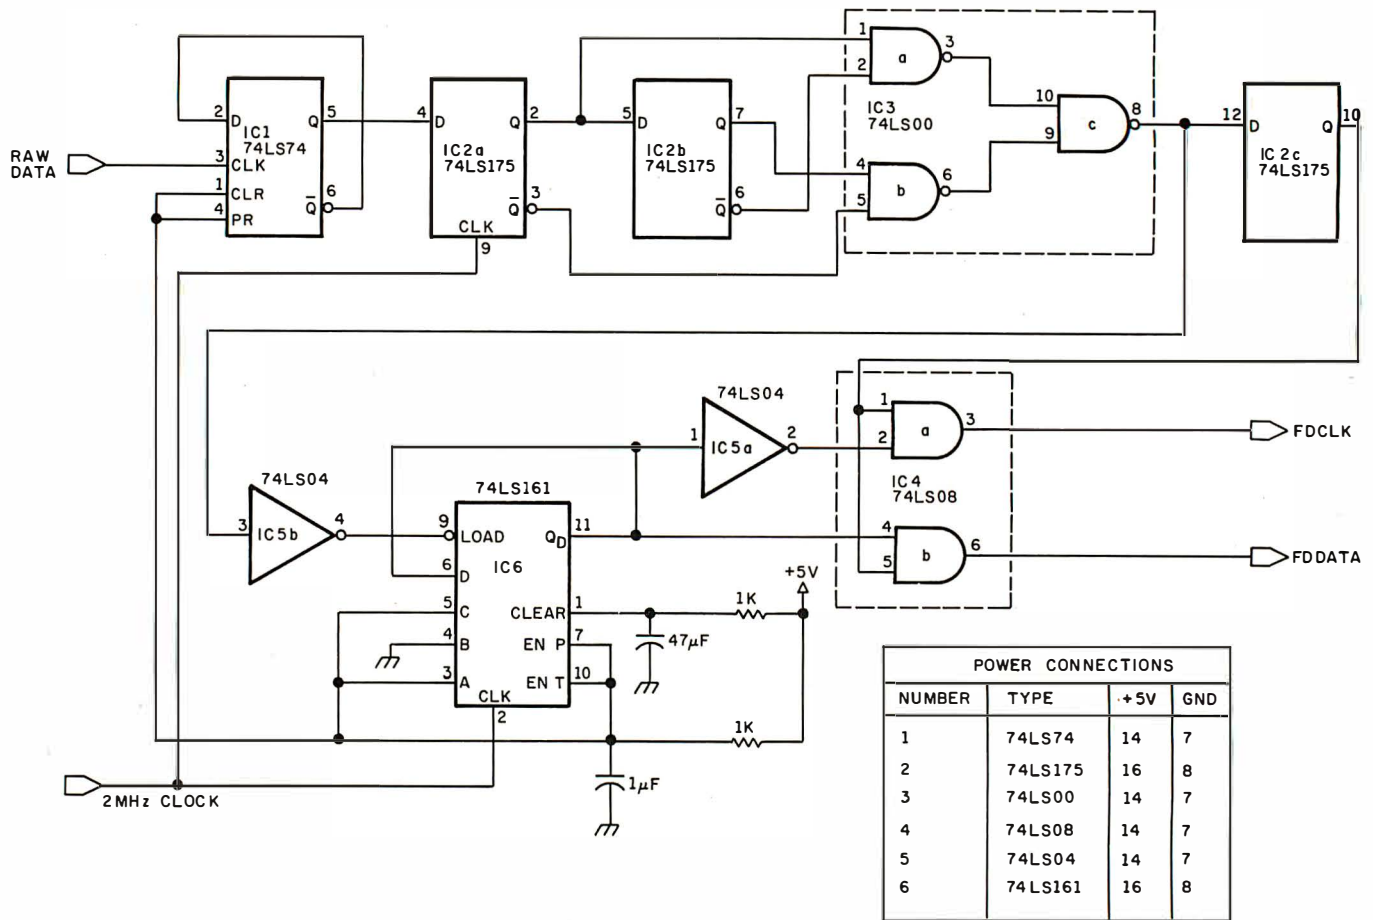 RAW
DATA
2
D
IC1
74LS74
Q
5
3
CLK
1
CLR
4
PR
Q
6
4
D
Q
2
IC2a
74LS175
Q
3
CLK
9
5
D
Q
7
IC2b
74LS175
Q
6
1
2
a
3
IC3
74LS00
4
5
b
6
10
9
c
8
12
D
Q
10
IC2c
74LS175
74LS04
1
IC5a
2
74LS04
3
IC5b
4
74LS161
9
LOAD
QD
11
6
D
IC6
5
C
CLEAR
1
4
B
EN P
7
3
A
EN T
10
CLK
2
1
2
a
3
FDCLK
IC4
74LS08
4
5
b
6
FDDATA
+5V
1K
47µF
1K
1µF
2MHz CLOCK
POWER CONNECTIONS
NUMBER TYPE +5V GND
1 74LS74 14 7
2 74LS175 16 8
3 74LS00 14 7
4 74LS08 14 7
5 74LS04 14 7
6 74LS161 16 8